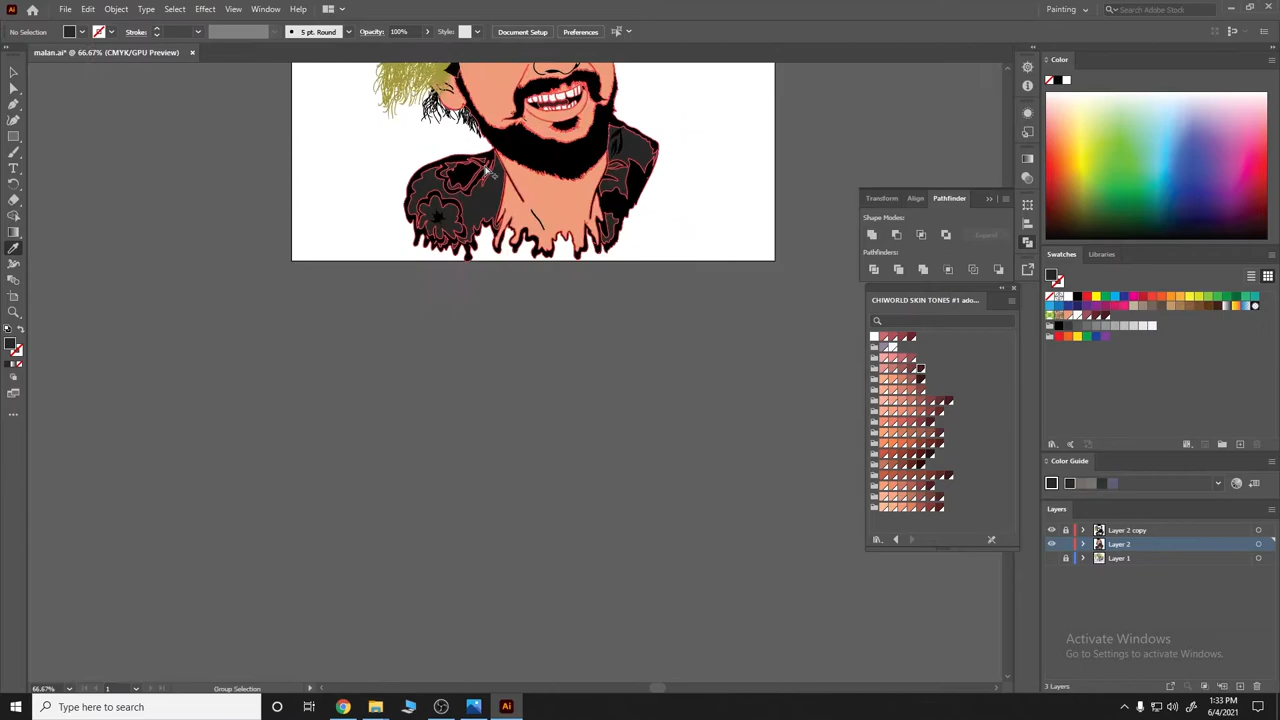 File Edit Object Type Select Effect View Window Help
Painting
Search Adobe Stock
No Selection
Stroke:
5 pt. Round
Opacity: 100%
Style:
Document Setup
Preferences
malan.ai* @ 66.67% (CMYK/GPU Preview)
Color
Transform Align Pathfinder
Shape Modes:
Expand
Pathfinders:
Swatches Libraries
CHIWORLD SKIN TONES #1 ado...
Color Guide
Layers
Layer 2 copy
Layer 2
Layer 1
Activate Windows
Go to Settings to activate Windows.
3 Layers
66.67%
1
Group Selection
Type here to search
1:33 PM
6/4/2021